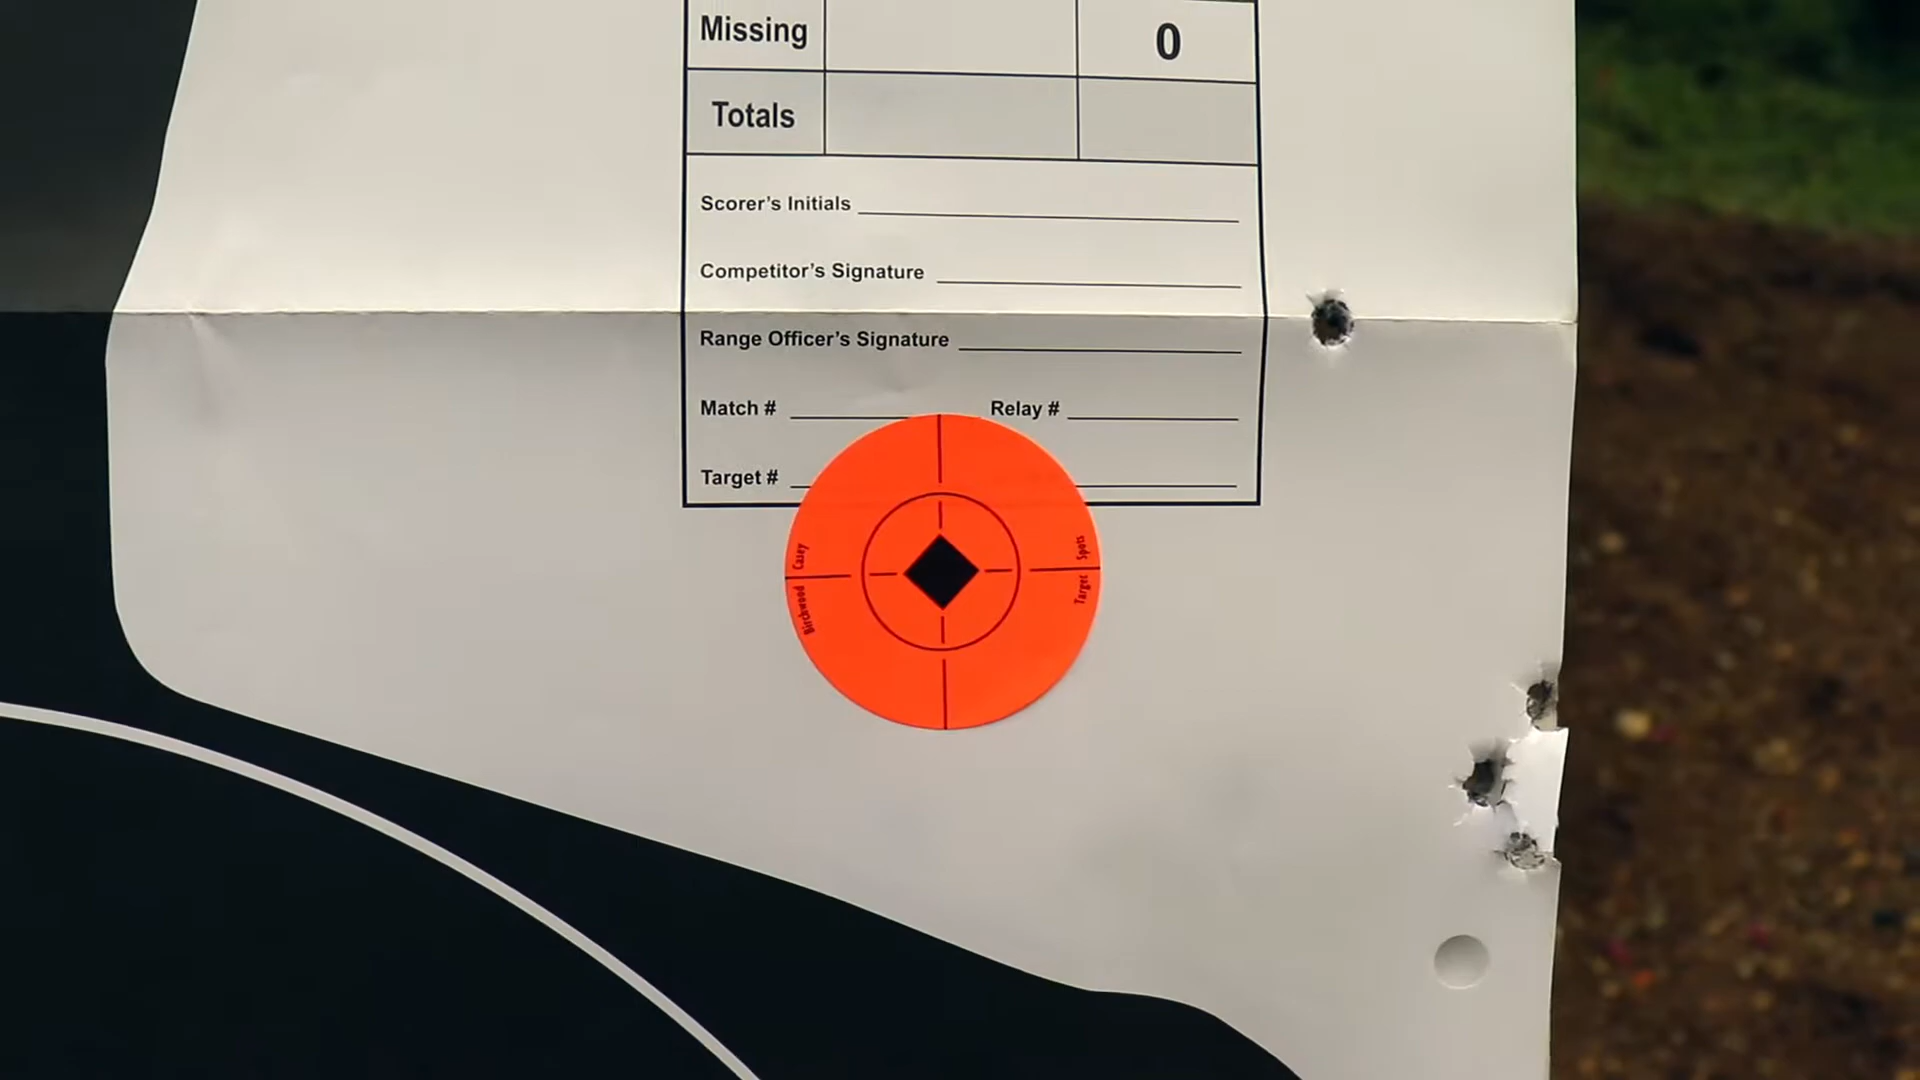 Missing 0
Totals
Scorer's Initials
Competitor's Signature
Range Officer's Signature
Match # Relay #
Target #
Birchwood Casey
Target Spots